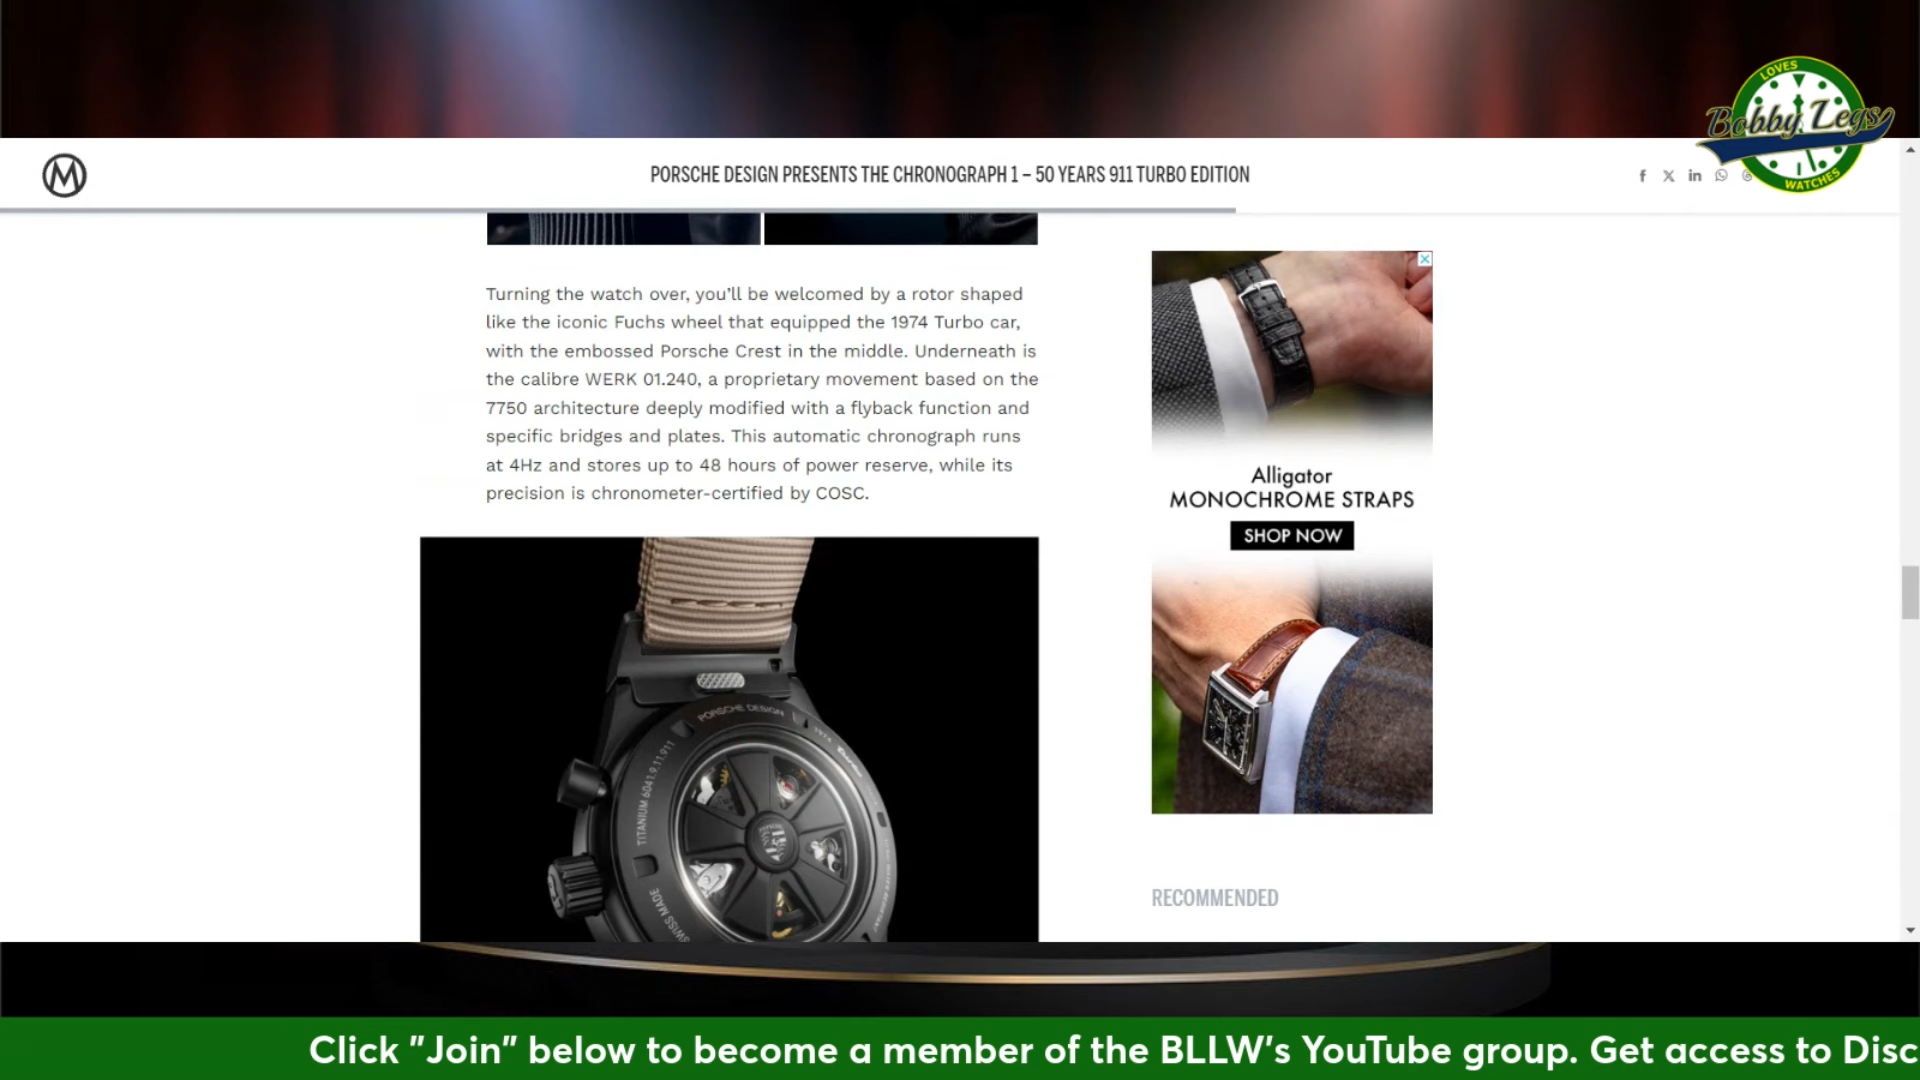 LOVES
Bobby Legs
WATCHES
M
PORSCHE DESIGN PRESENTS THE CHRONOGRAPH 1 – 50 YEARS 911 TURBO EDITION
Turning the watch over, you’ll be welcomed by a rotor shaped
like the iconic Fuchs wheel that equipped the 1974 Turbo car,
with the embossed Porsche Crest in the middle. Underneath is
the calibre WERK 01.240, a proprietary movement based on the
7750 architecture deeply modified with a flyback function and
specific bridges and plates. This automatic chronograph runs
at 4Hz and stores up to 48 hours of power reserve, while its
precision is chronometer-certified by COSC.
Alligator
MONOCHROME STRAPS
SHOP NOW
PORSCHE DESIGN
1974 Turbo
TITANIUM 6041.9.11.911
SWISS MADE
RECOMMENDED
Click "Join" below to become a member of the BLLW's YouTube group. Get access to Disc